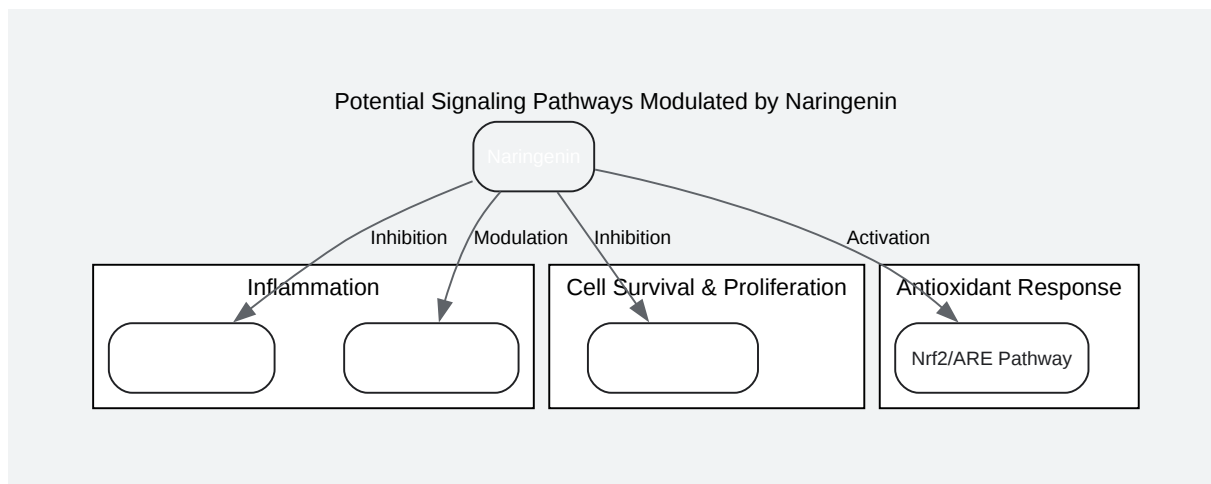 Potential Signaling Pathways Modulated by Naringenin
Naringenin
Inhibition
Modulation
Inhibition
Activation
Inflammation
Cell Survival & Proliferation
Antioxidant Response
Nrf2/ARE Pathway